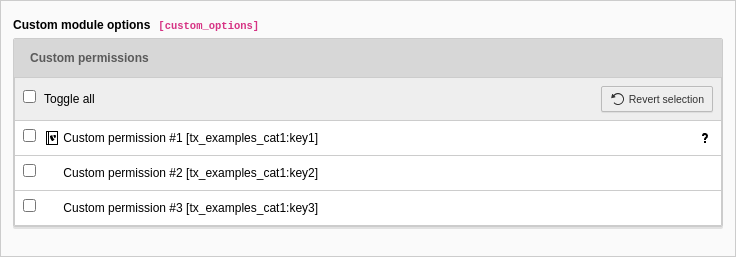 Custom module options [custom_options]
Custom permissions
Toggle all Revert selection
Custom permission #1 [tx_examples_cat1:key1] ?
Custom permission #2 [tx_examples_cat1:key2]
Custom permission #3 [tx_examples_cat1:key3]